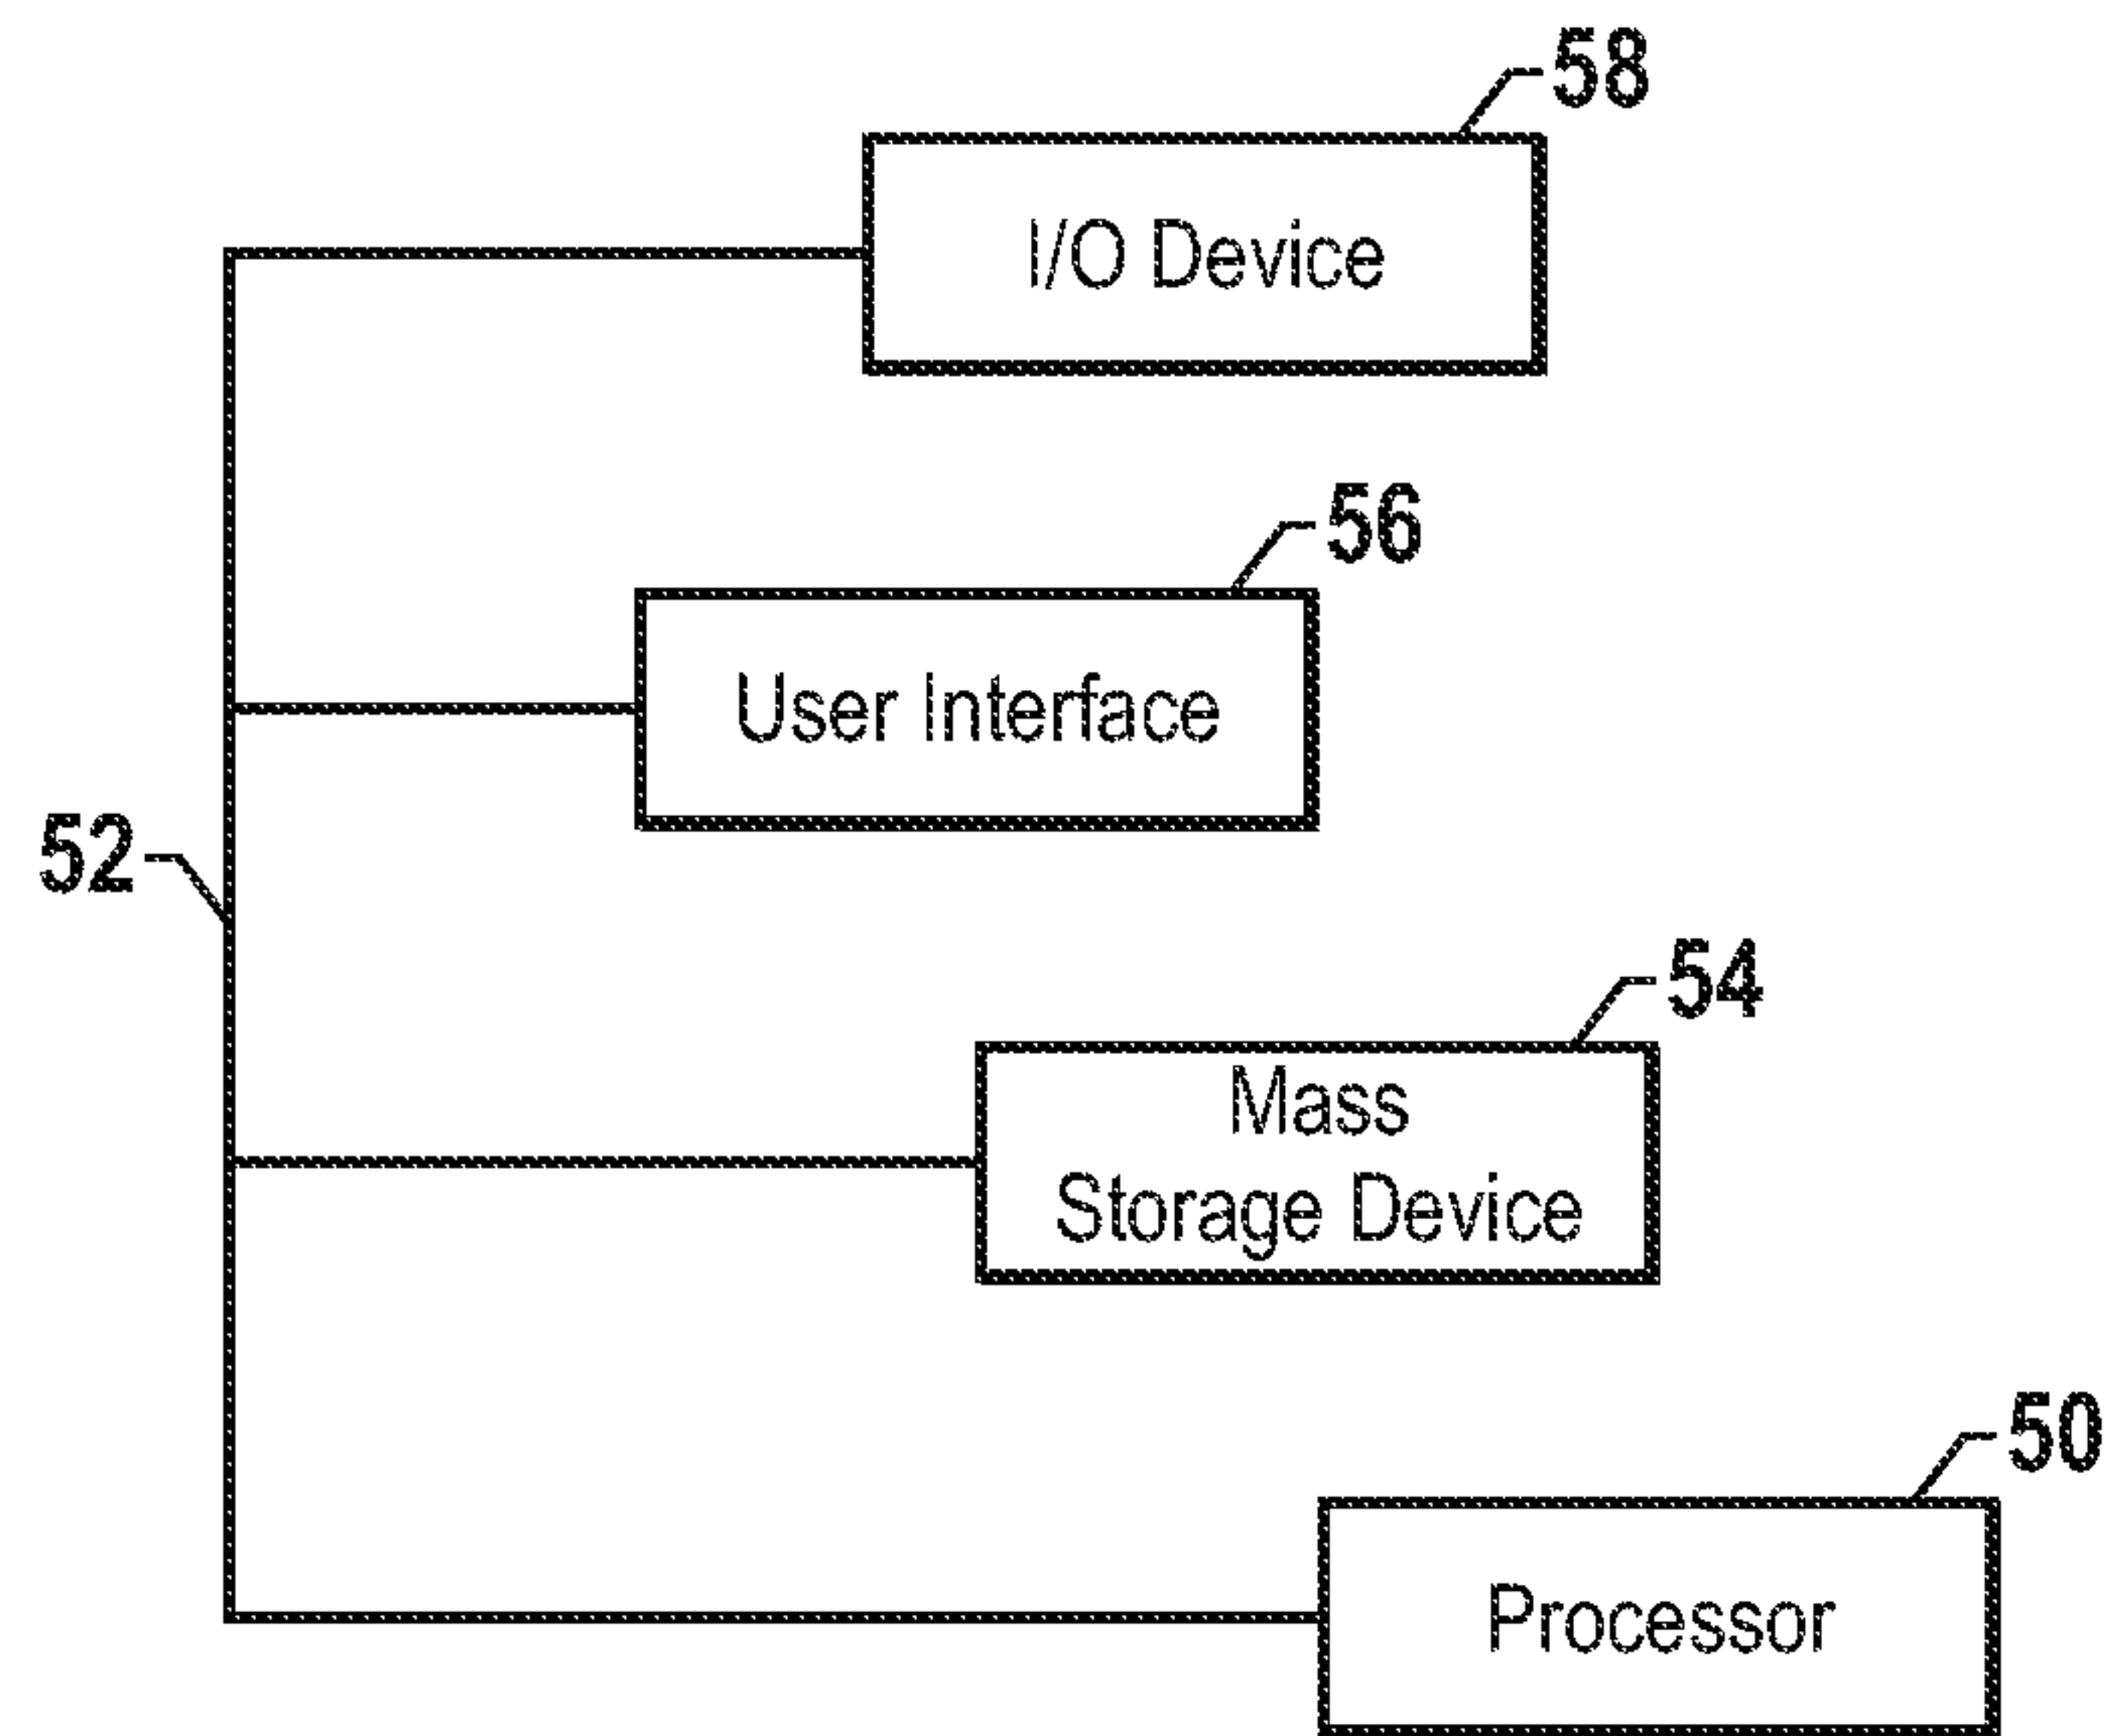 58
I/O Device
56
User Interface
52
54
Mass
Storage Device
50
Processor